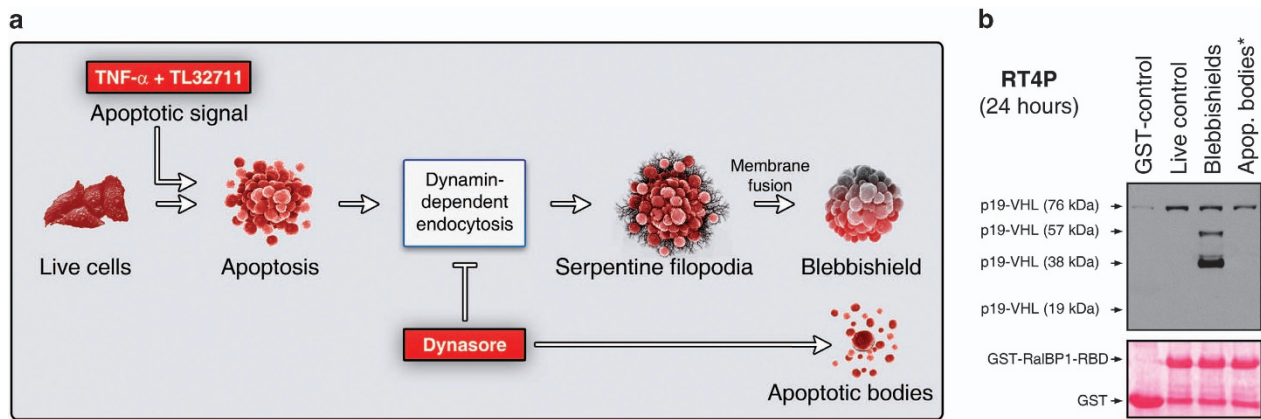 a
TNF-α + TL32711
Apoptotic signal
Live cells
Apoptosis
Dynamin-
dependent
endocytosis
Serpentine filopodia
Membrane
fusion
Blebbishield
Dynasore
Apoptotic bodies
b
RT4P
(24 hours)
GST-control
Live control
Blebbishields
Apop. bodies*
p19-VHL (76 kDa)
p19-VHL (57 kDa)
p19-VHL (38 kDa)
p19-VHL (19 kDa)
GST-RalBP1-RBD
GST